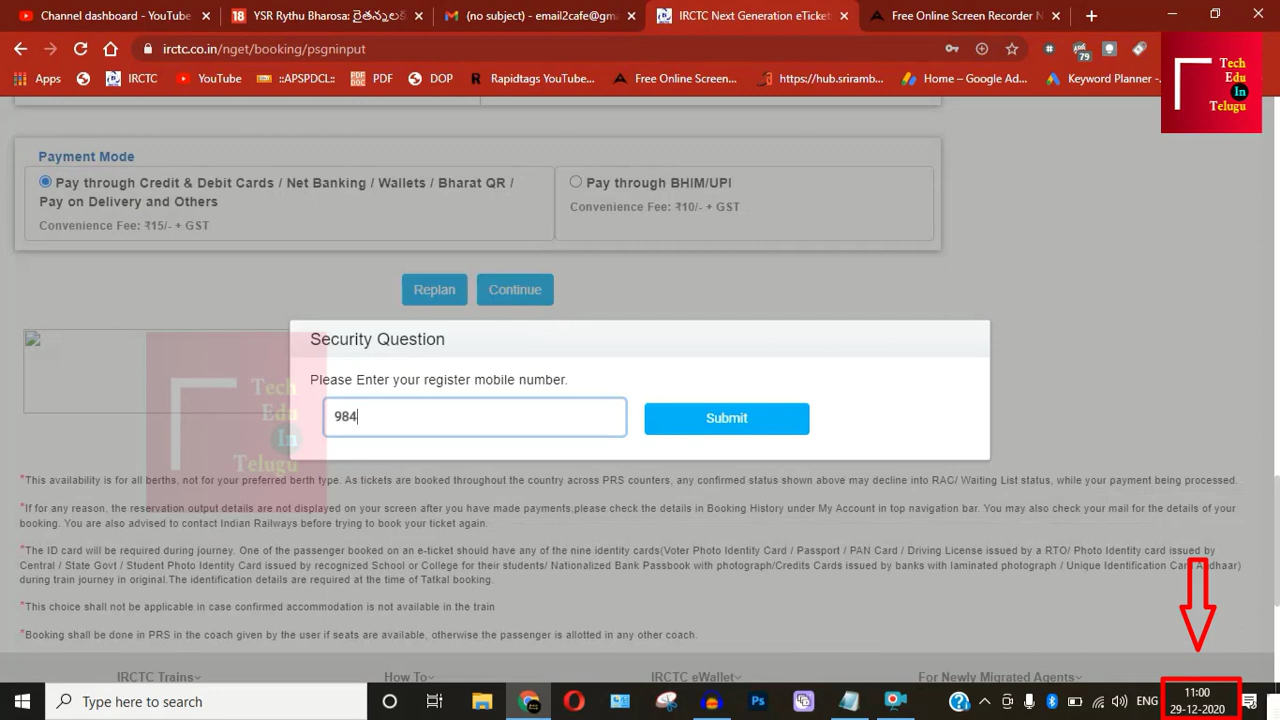 Channel dashboard - YouTube
YSR Rythu Bharosa: రైతన్నలకే
(no subject) - email2cafe@gma
IRCTC Next Generation eTicket
Free Online Screen Recorder N
irctc.co.in/nget/booking/psgninput
79
Apps
IRCTC
YouTube
::APSPDCL::
PDF
DOP
Rapidtags YouTube...
Free Online Screen...
https://hub.sriramb...
Home – Google Ad...
Keyword Planner -...
Tech
Edu
In
Telugu
Payment Mode
Pay through Credit & Debit Cards / Net Banking / Wallets / Bharat QR /
Pay on Delivery and Others
Convenience Fee: ₹15/- + GST
Pay through BHIM/UPI
Convenience Fee: ₹10/- + GST
Replan
Continue
Security Question
Please Enter your register mobile number.
984
Submit
Tech
Edu
In
Telugu
*This availability is for all berths, not for your preferred berth type. As tickets are booked throughout the country across PRS counters, any confirmed status shown above may decline into RAC/ Waiting List status, while your payment being processed.
*If for any reason, the reservation output details are not displayed on your screen after you have made payments,please check the details in Booking History under My Account in top navigation bar. You may also check your mail for the details of your
booking. You are also advised to contact Indian Railways before trying to book your ticket again.
*The ID card will be required during journey. One of the passenger booked on an e-ticket should have any of the nine identity cards(Voter Photo Identity Card / Passport / PAN Card / Driving License issued by a RTO/ Photo Identity card issued by
Central / State Govt / Student Photo Identity Card issued by recognized School or College for their students/ Nationalized Bank Passbook with photograph/Credits Cards issued by banks with laminated photograph / Unique Identification Card Aadhaar)
during train journey in original.The identification details are required at the time of Tatkal booking.
*This choice shall not be applicable in case confirmed accommodation is not available in the train
*Booking shall be done in PRS in the coach given by the user if seats are available, otherwise the passenger is allotted in any other coach.
IRCTC Trains
How To
IRCTC eWallet
For Newly Migrated Agents
Type here to search
ENG
11:00
29-12-2020